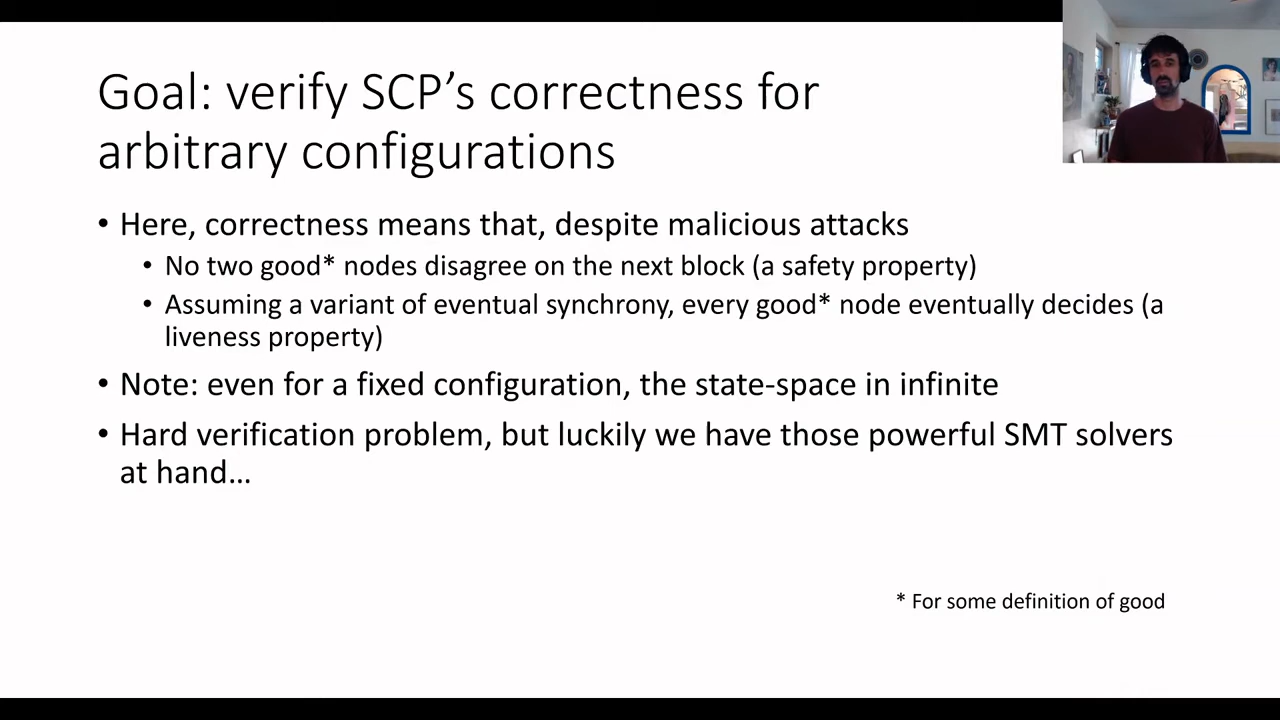 Goal: verify SCP’s correctness for
arbitrary configurations
• Here, correctness means that, despite malicious attacks
• No two good* nodes disagree on the next block (a safety property)
• Assuming a variant of eventual synchrony, every good* node eventually decides (a
liveness property)
• Note: even for a fixed configuration, the state-space in infinite
• Hard verification problem, but luckily we have those powerful SMT solvers
at hand…
* For some definition of good